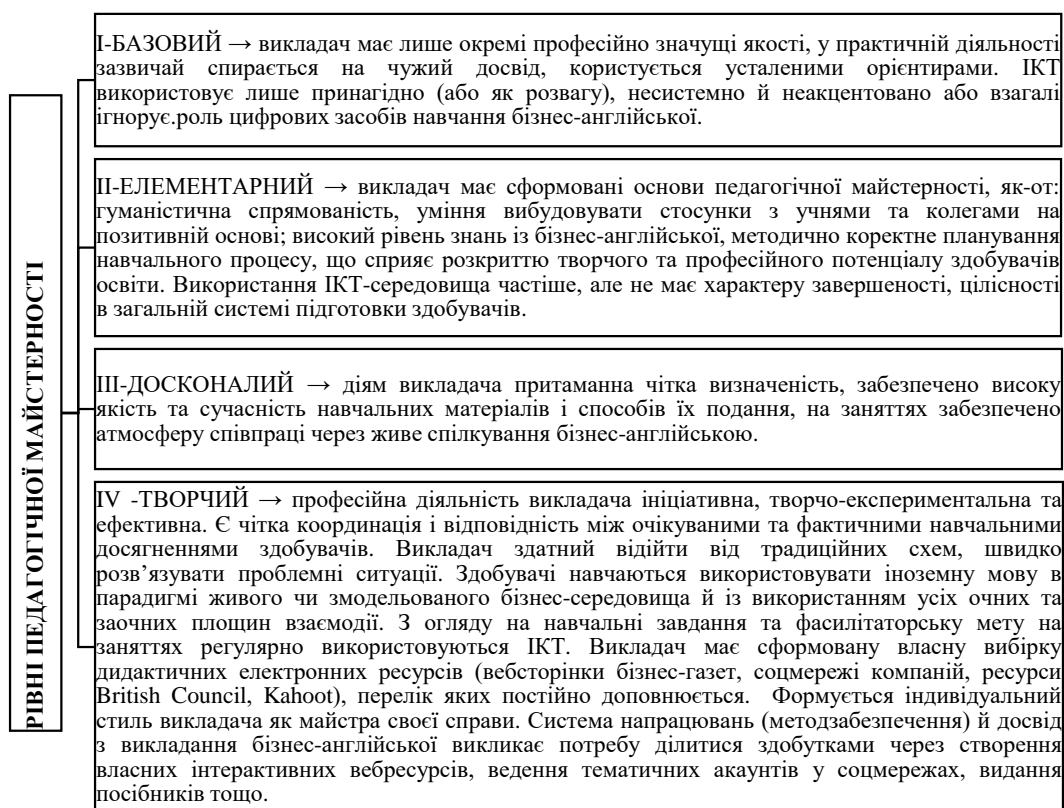 РІВНІ ПЕДАГОГІЧНОЇ МАЙСТЕРНОСТІ
І-БАЗОВИЙ → викладач має лише окремі професійно значущі якості, у практичній діяльності
зазвичай спирається на чужий досвід, користується усталеними орієнтирами. ІКТ
використовує лише принагідно (або як розвагу), несистемно й неакцентовано або взагалі
ігнорує.роль цифрових засобів навчання бізнес-англійської.
ІІ-ЕЛЕМЕНТАРНИЙ → викладач має сформовані основи педагогічної майстерності, як-от:
гуманістична спрямованість, уміння вибудовувати стосунки з учнями та колегами на
позитивній основі; високий рівень знань із бізнес-англійської, методично коректне планування
навчального процесу, що сприяє розкриттю творчого та професійного потенціалу здобувачів
освіти. Використання ІКТ-середовища частіше, але не має характеру завершеності, цілісності
в загальній системі підготовки здобувачів.
ІІІ-ДОСКОНАЛИЙ → діям викладача притаманна чітка визначеність, забезпечено високу
якість та сучасність навчальних матеріалів і способів їх подання, на заняттях забезпечено
атмосферу співпраці через живе спілкування бізнес-англійською.
IV -ТВОРЧИЙ → професійна діяльність викладача ініціативна, творчо-експериментальна та
ефективна. Є чітка координація і відповідність між очікуваними та фактичними навчальними
досягненнями здобувачів. Викладач здатний відійти від традиційних схем, швидко
розв’язувати проблемні ситуації. Здобувачі навчаються використовувати іноземну мову в
парадигмі живого чи змодельованого бізнес-середовища й із використанням усіх очних та
заочних площин взаємодії. З огляду на навчальні завдання та фасилітаторську мету на
заняттях регулярно використовуються ІКТ. Викладач має сформовану власну вибірку
дидактичних електронних ресурсів (вебсторінки бізнес-газет, соцмережі компаній, ресурси
British Council, Kahoot), перелік яких постійно доповнюється. Формується індивідуальний
стиль викладача як майстра своєї справи. Система напрацювань (методзабезпечення) й досвід
з викладання бізнес-англійської викликає потребу ділитися здобутками через створення
власних інтерактивних вебресурсів, ведення тематичних акаунтів у соцмережах, видання
посібників тощо.